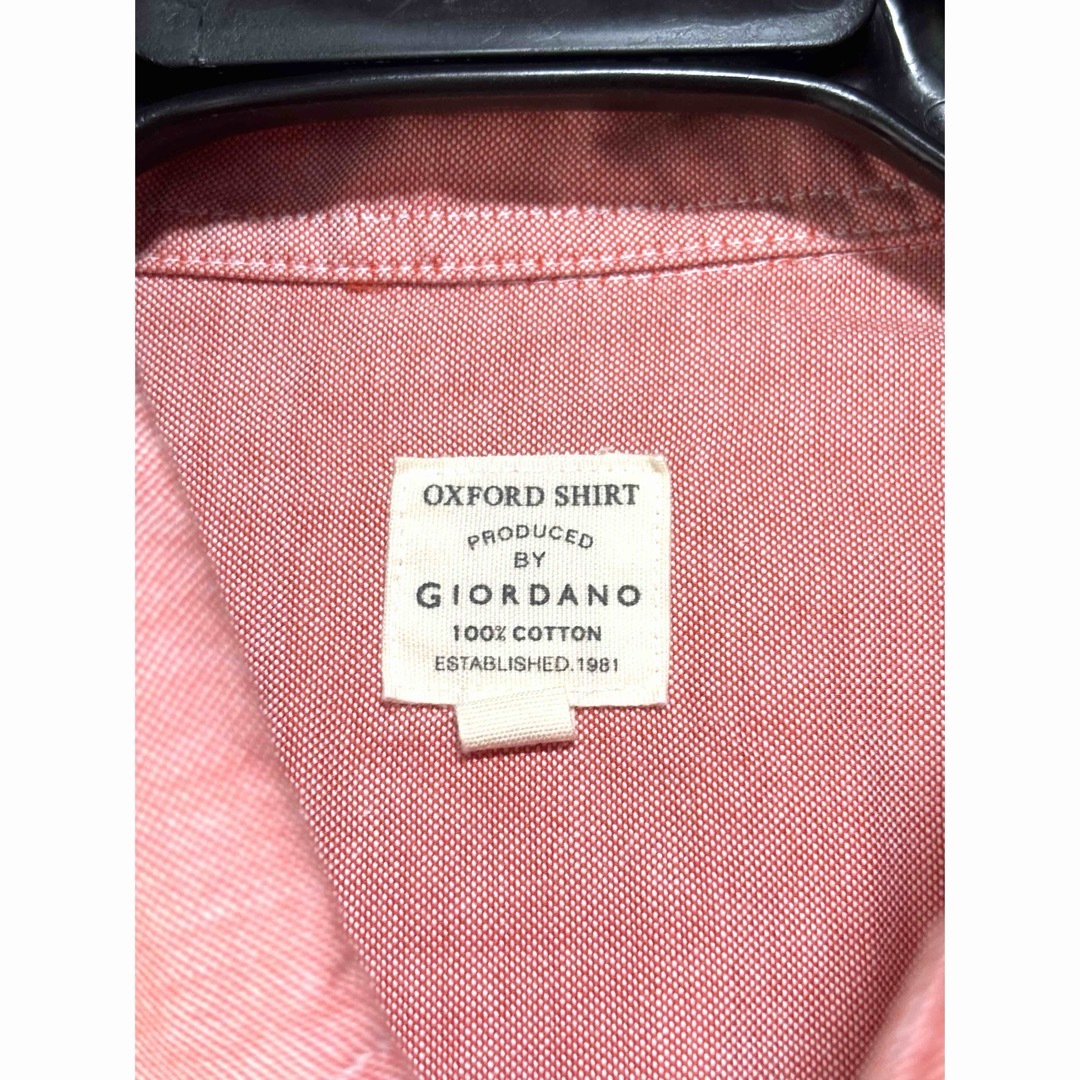 OXFORD SHIRT
PRODUCED
BY
GIORDANO
100% COTTON
ESTABLISHED.1981